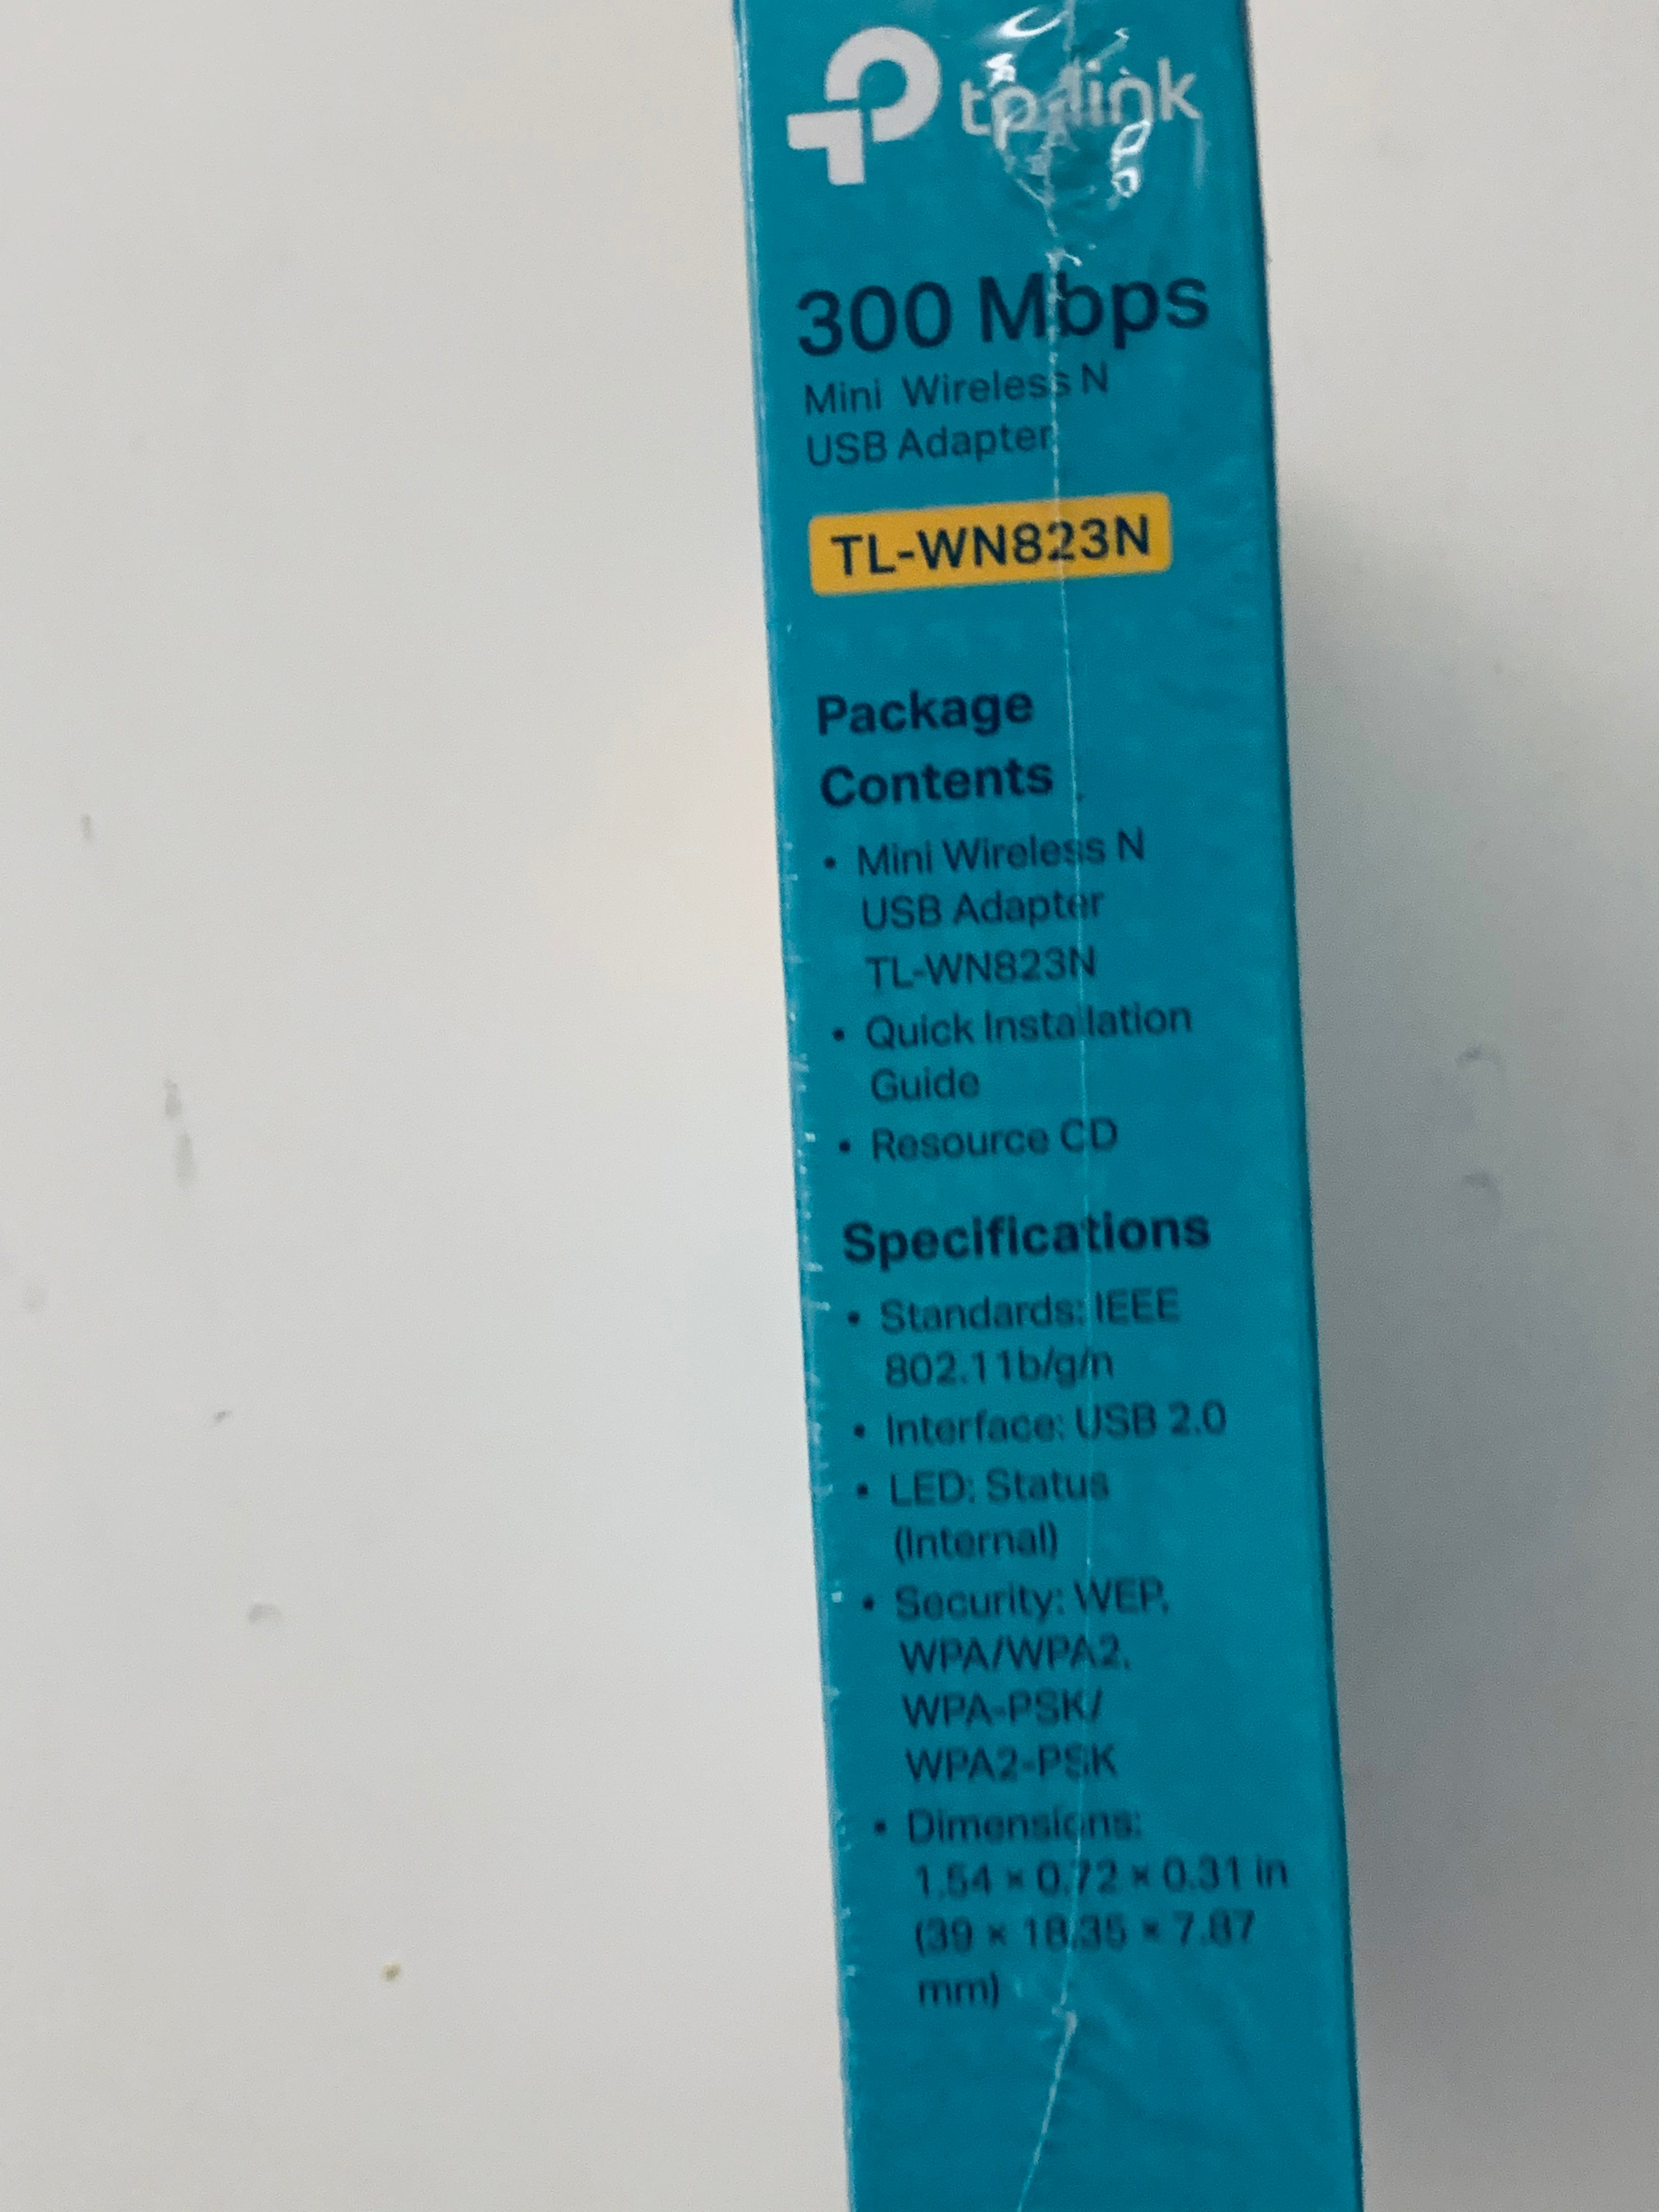 tp-link
300 Mbps
Mini Wireless N
USB Adapter
TL-WN823N
Package
Contents
• Mini Wireless N
USB Adapter
TL-WN823N
• Quick Installation
Guide
• Resource CD
Specifications
• Standards: IEEE
802.11b/g/n
• Interface: USB 2.0
• LED: Status
(Internal)
• Security: WEP,
WPA/WPA2,
WPA-PSK/
WPA2-PSK
• Dimensions:
1.54 × 0.72 × 0.31 in
(39 × 18.35 × 7.87
mm)